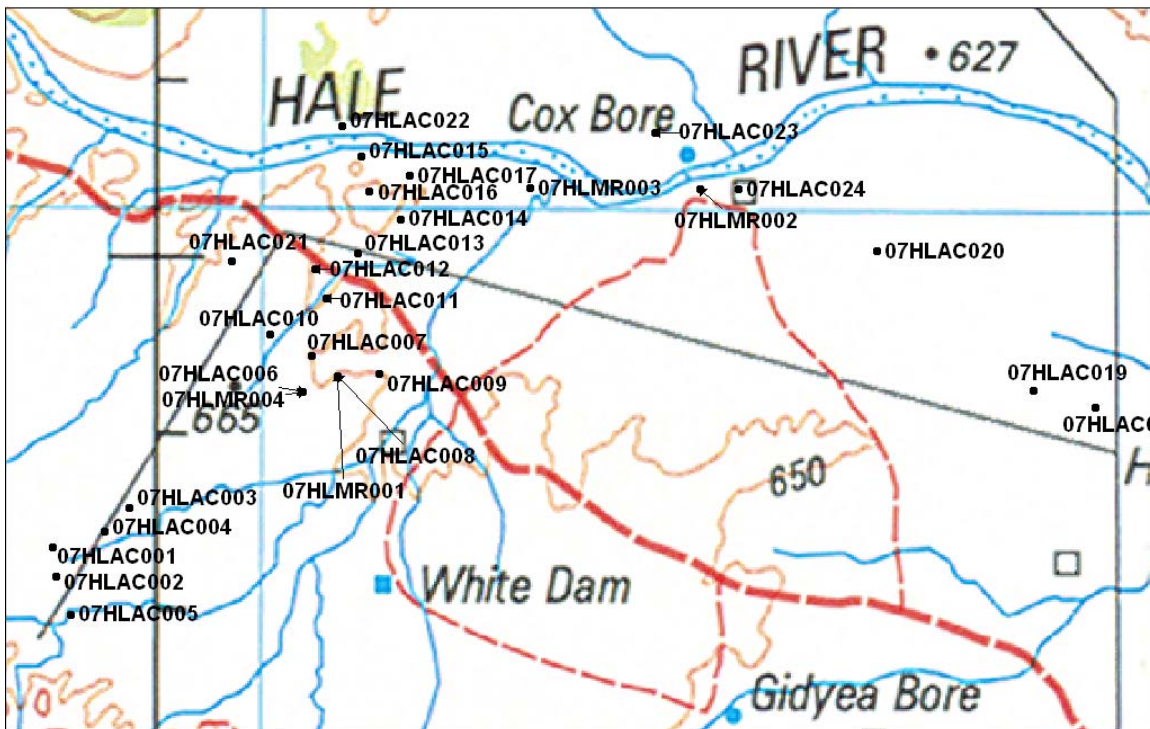 HALE
RIVER
627
Cox Bore
07HLAC022
07HLAC023
07HLAC015
07HLAC017
07HLAC016
07HLMR003
07HLAC024
07HLMR002
07HLAC014
07HLAC021
07HLAC013
07HLAC020
07HLAC012
07HLAC011
07HLAC010
07HLAC007
07HLAC006
07HLAC009
07HLAC019
07HLMR004
665
07HLAC008
650
07HLMR001
07HLAC003
07HLAC004
07HLAC001
07HLAC002
07HLAC005
White Dam
Gidyea Bore